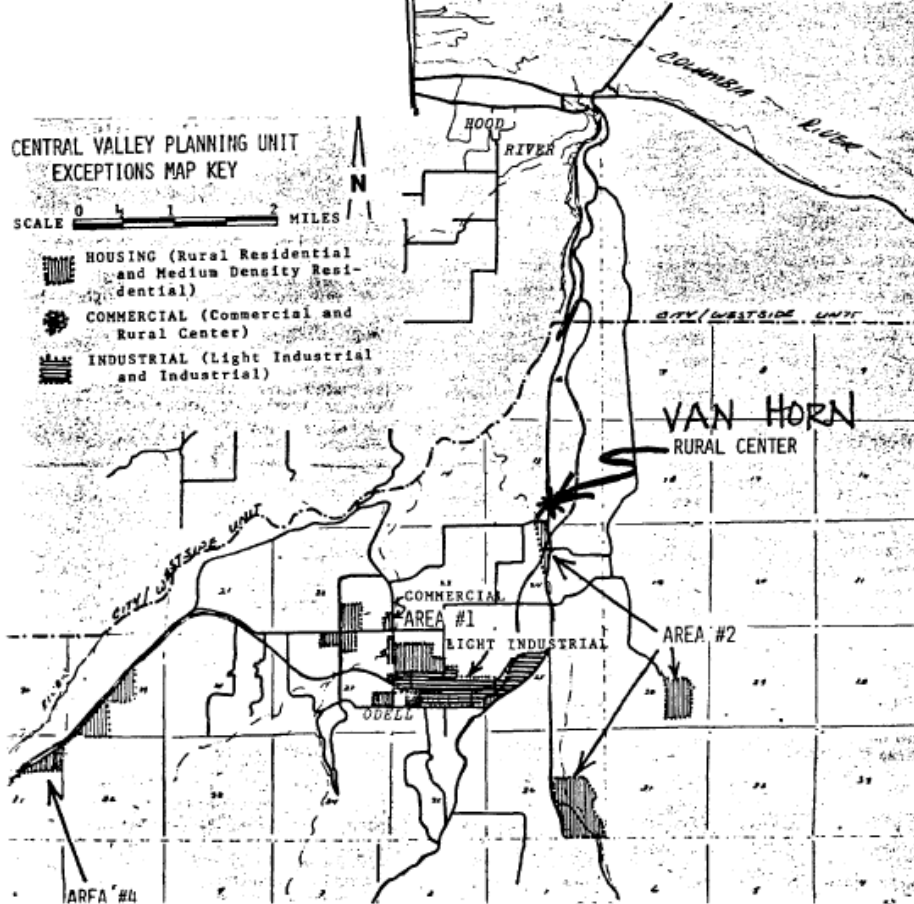 COLUMBIA
RIVER
HOOD
RIVER
CENTRAL VALLEY PLANNING UNIT
EXCEPTIONS MAP KEY
N
SCALE 0 ½ 1 2 MILES
HOUSING (Rural Residential
and Medium Density Resi-
dential)
COMMERCIAL (Commercial and
Rural Center)
INDUSTRIAL (Light Industrial
and Industrial)
CITY/WESTSIDE UNIT
VAN HORN
RURAL CENTER
CITY/WESTSIDE UNIT
COMMERCIAL
AREA #1
LIGHT INDUSTRIAL
AREA #2
ODELL
AREA #4